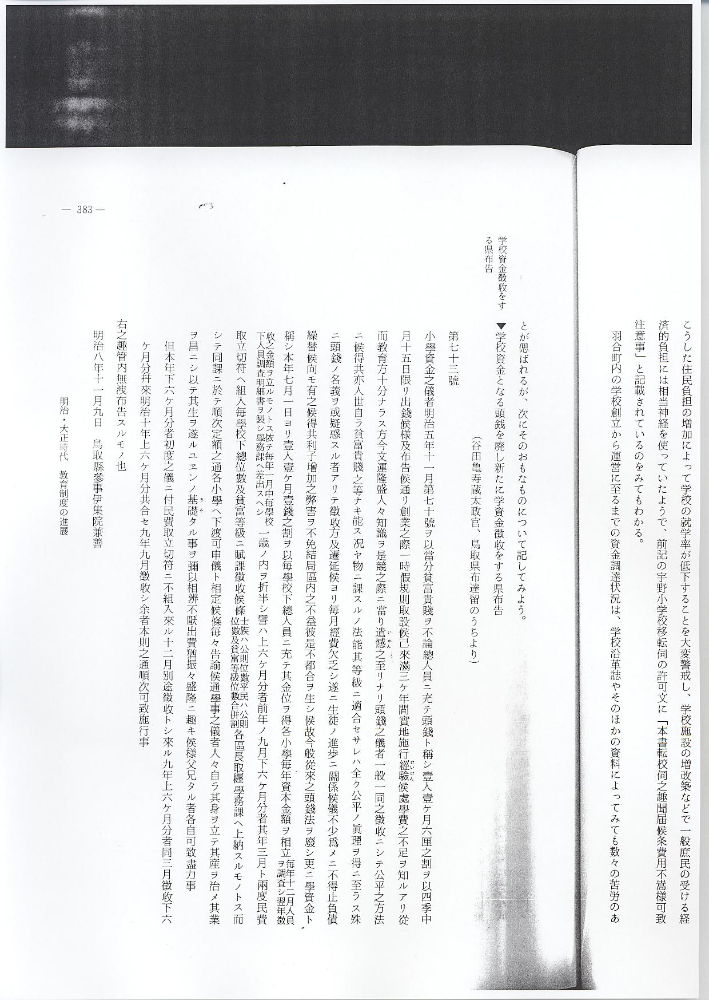 こうした住民負担の増加によって学校の就学率が低下することを大変警戒し、学校施設の増改築などで一般庶民の受ける経
済的負担には相当神経を使っていたようで、前記の宇野小学校移転伺の許可文に「本書転校伺之趣聞届候条費用不嵩様可致
注意事」と記載されているのをみてもわかる。
羽合町内の学校創立から運営に至るまでの資金調達状況は、学校沿革誌やそのほかの資料によってみても数々の苦労のあ
とが偲ばれるが、次にそのおもなものについて記してみよう。
学校資金徴収をす
る県布告
▼学校資金となる頭銭を廃し新たに学資金徴収をする県布告
（谷田亀寿蔵太政官、鳥取県布達留のうちより）
第七十三號
小學資金之儀者明治五年十一月第七十號ヲ以當分貧富貴賤ヲ不論總人員ニ充テ頭錢ト稱シ壹人壹ケ月六厘之割ヲ以四季中
月十五日限リ出錢候様及布告候通リ創業之際一時假規則取設候己來滿三ケ年間實地施行經驗候處學費之不足ヲ知ルアリ從
けいけん
而教育方十分ナラス方今文運隆盛人々知識ヲ是競之際ニ當り遺憾之至リナリ頭錢之儀者一般一同之徴收ニシテ公平之方法
いかん
ニ候得共亦人世自ラ貧富貴賤之等ナキ能ス況ヤ物ニ課スルノ法能其等級ニ適合セサレハ全ク公平ノ眞理ヲ得ニ至ラス殊
ニ頭錢ノ名義ヲ或疑惑スル者アリテ徴收方及遷延候ヨリ毎月經費欠乏シ遂ニ生徒ノ進歩ニ關係候儀不少爲メニ不得止負債
繰替候向モ有之候得共利子增加之弊害ヲ不免結局區内之不益彼是不都合ヲ生シ候故今般從來之頭錢法ヲ廢シ更ニ學資金ト
稱シ本年七月一日ヨリ壹人壹ケ月壹錢之割ヲ以毎學校下總人員ニ充テ其金位ヲ得各小學毎年資本金額ヲ相立毎年十二月人員
ヲ調査シ翌年徴
收之金額ヲ立ルモノトス依テ毎年一月中毎學校
下人員調査明細書ヲ製シ學務課ヘ差出スヘシ
一歳ノ内ヲ折半シ譬ハ上六ケ月分者前年ノ九月下六ケ月分者其年三月ト兩度民費
取立切符ヘ組入毎學校下總位數及貧富等級ニ賦課徴收候條
士族ハ公則位數平民ハ公則
位數及貧富等級位數合併割
各區長取纒學務課ヘ上納スルモノトス而
シテ同課ニ於テ順次定額之通各小學ヘ下渡可申儀ト相定候條毎々告諭候通學事之儀者人々自ラ其身ヲ立テ其産ヲ治メ其業
ヲ昌ニシ以テ其生ヲ遂ルユヱンノ基礎タル事ヲ彌以相辨不厭出費猶振々盛隆ニ趣キ候様父兄タル者各自可致盡力事
きそ
但本年下六ケ月分者初度之儀ニ付民費取立切符ニ不組入來ル十二月別途徴收トシ來ル九年上六ケ月分者同三月徴收下六
ケ月分幷來明治十年上六ケ月分共合セ九年九月徴收シ余者本則之通順次可致施行事
右之趣管内無洩布告スルモノ也
明治八年十一月九日　鳥取縣參事伊集院兼善
明治・大正時代　教育制度の進展
― 383 ―